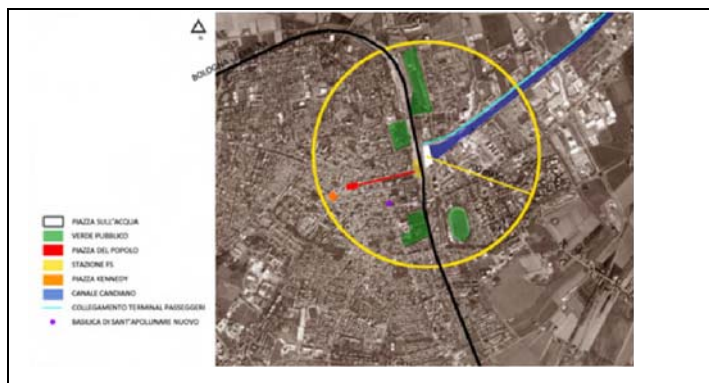 N
BOLOGNA
PIAZZA SULL'ACQUA
VERDE PUBBLICO
PIAZZA DEL POPOLO
STAZIONE FS
PIAZZA KENNEDY
CANALE CANDIANO
COLLEGAMENTO TERMINAL PASSEGGERI
BASILICA DI SANT'APOLLINARE NUOVO